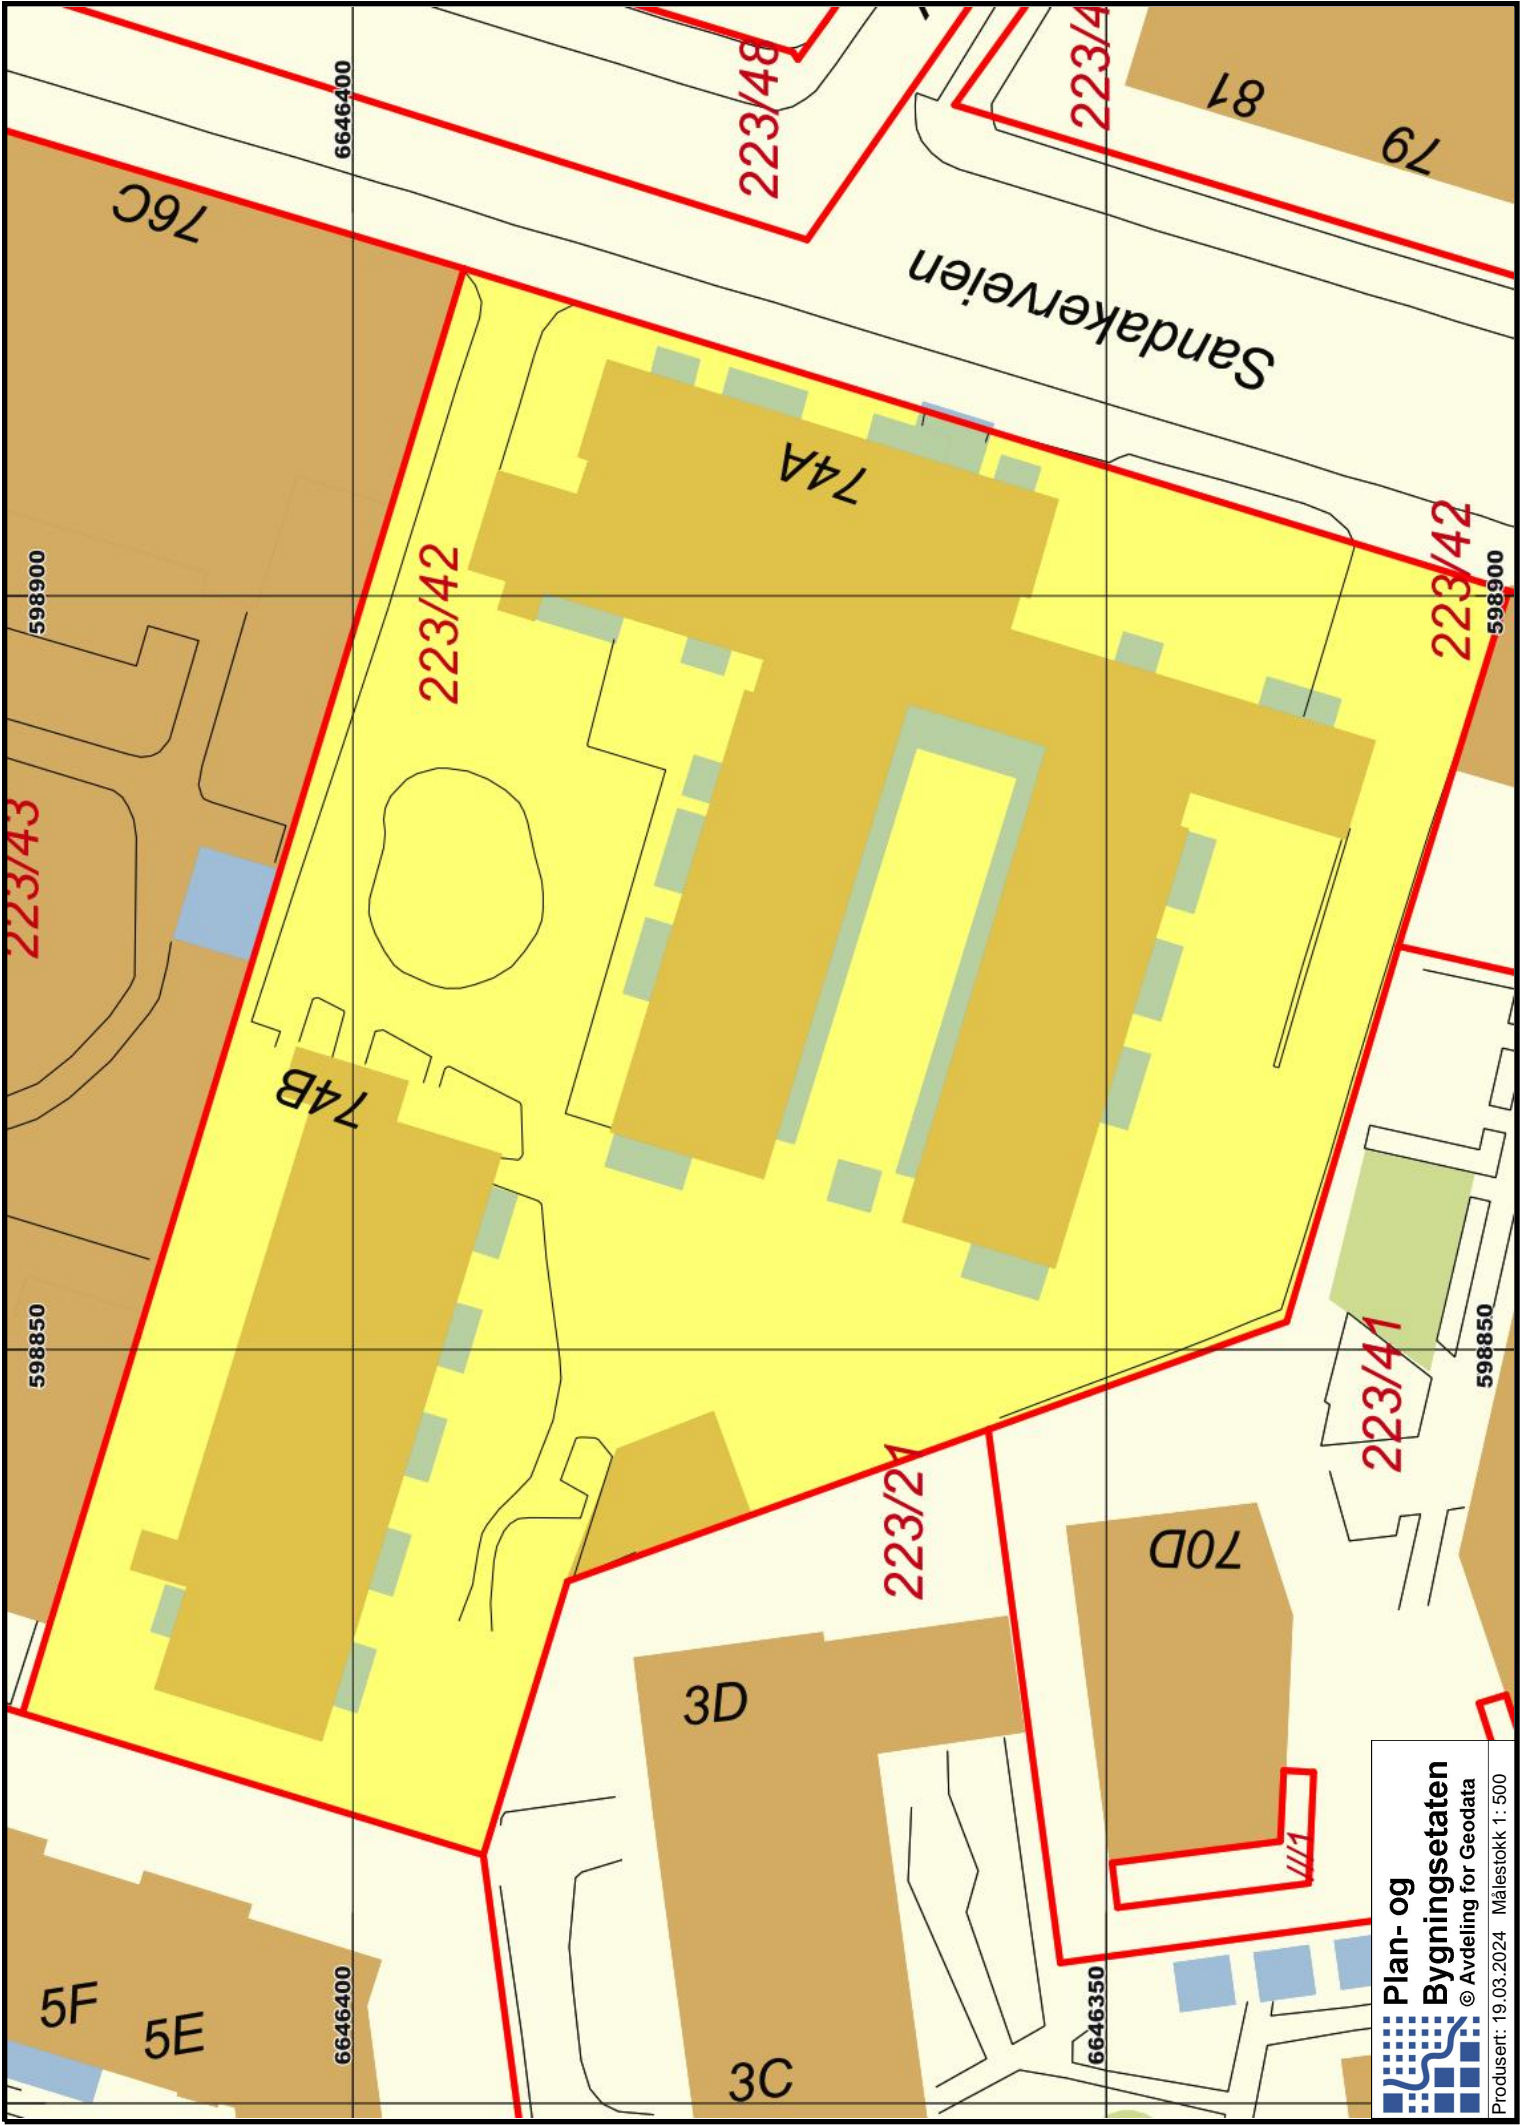 6646400
223/48
223/4
81
79
76C
Sandakerveien
74A
223/42
223/42
598900
598900
223/43
74B
598850
598850
223/41
223/21
70D
3D
///1
5F
5E
3C
6646400
6646350
Plan- og
Bygningsetaten
© Avdeling for Geodata
Produsert: 19.03.2024 Målestokk 1: 500